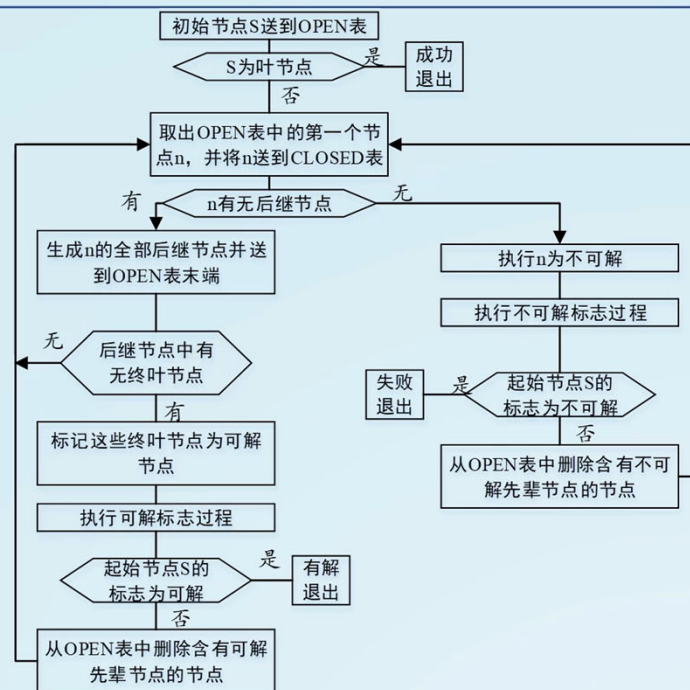 初始节点S送到OPEN表
S为叶节点
是
成功
退出
否
取出OPEN表中的第一个节
点n，并将n送到CLOSED表
有
n有无后继节点
无
生成n的全部后继节点并送
到OPEN表末端
无
后继节点中有
无终叶节点
有
标记这些终叶节点为可解
节点
执行可解标志过程
起始节点S的
标志为可解
是
有解
退出
否
从OPEN表中删除含有可解
先辈节点的节点
执行n为不可解
执行不可解标志过程
失败
退出
是
起始节点S的
标志为不可解
否
从OPEN表中删除含有不可
解先辈节点的节点